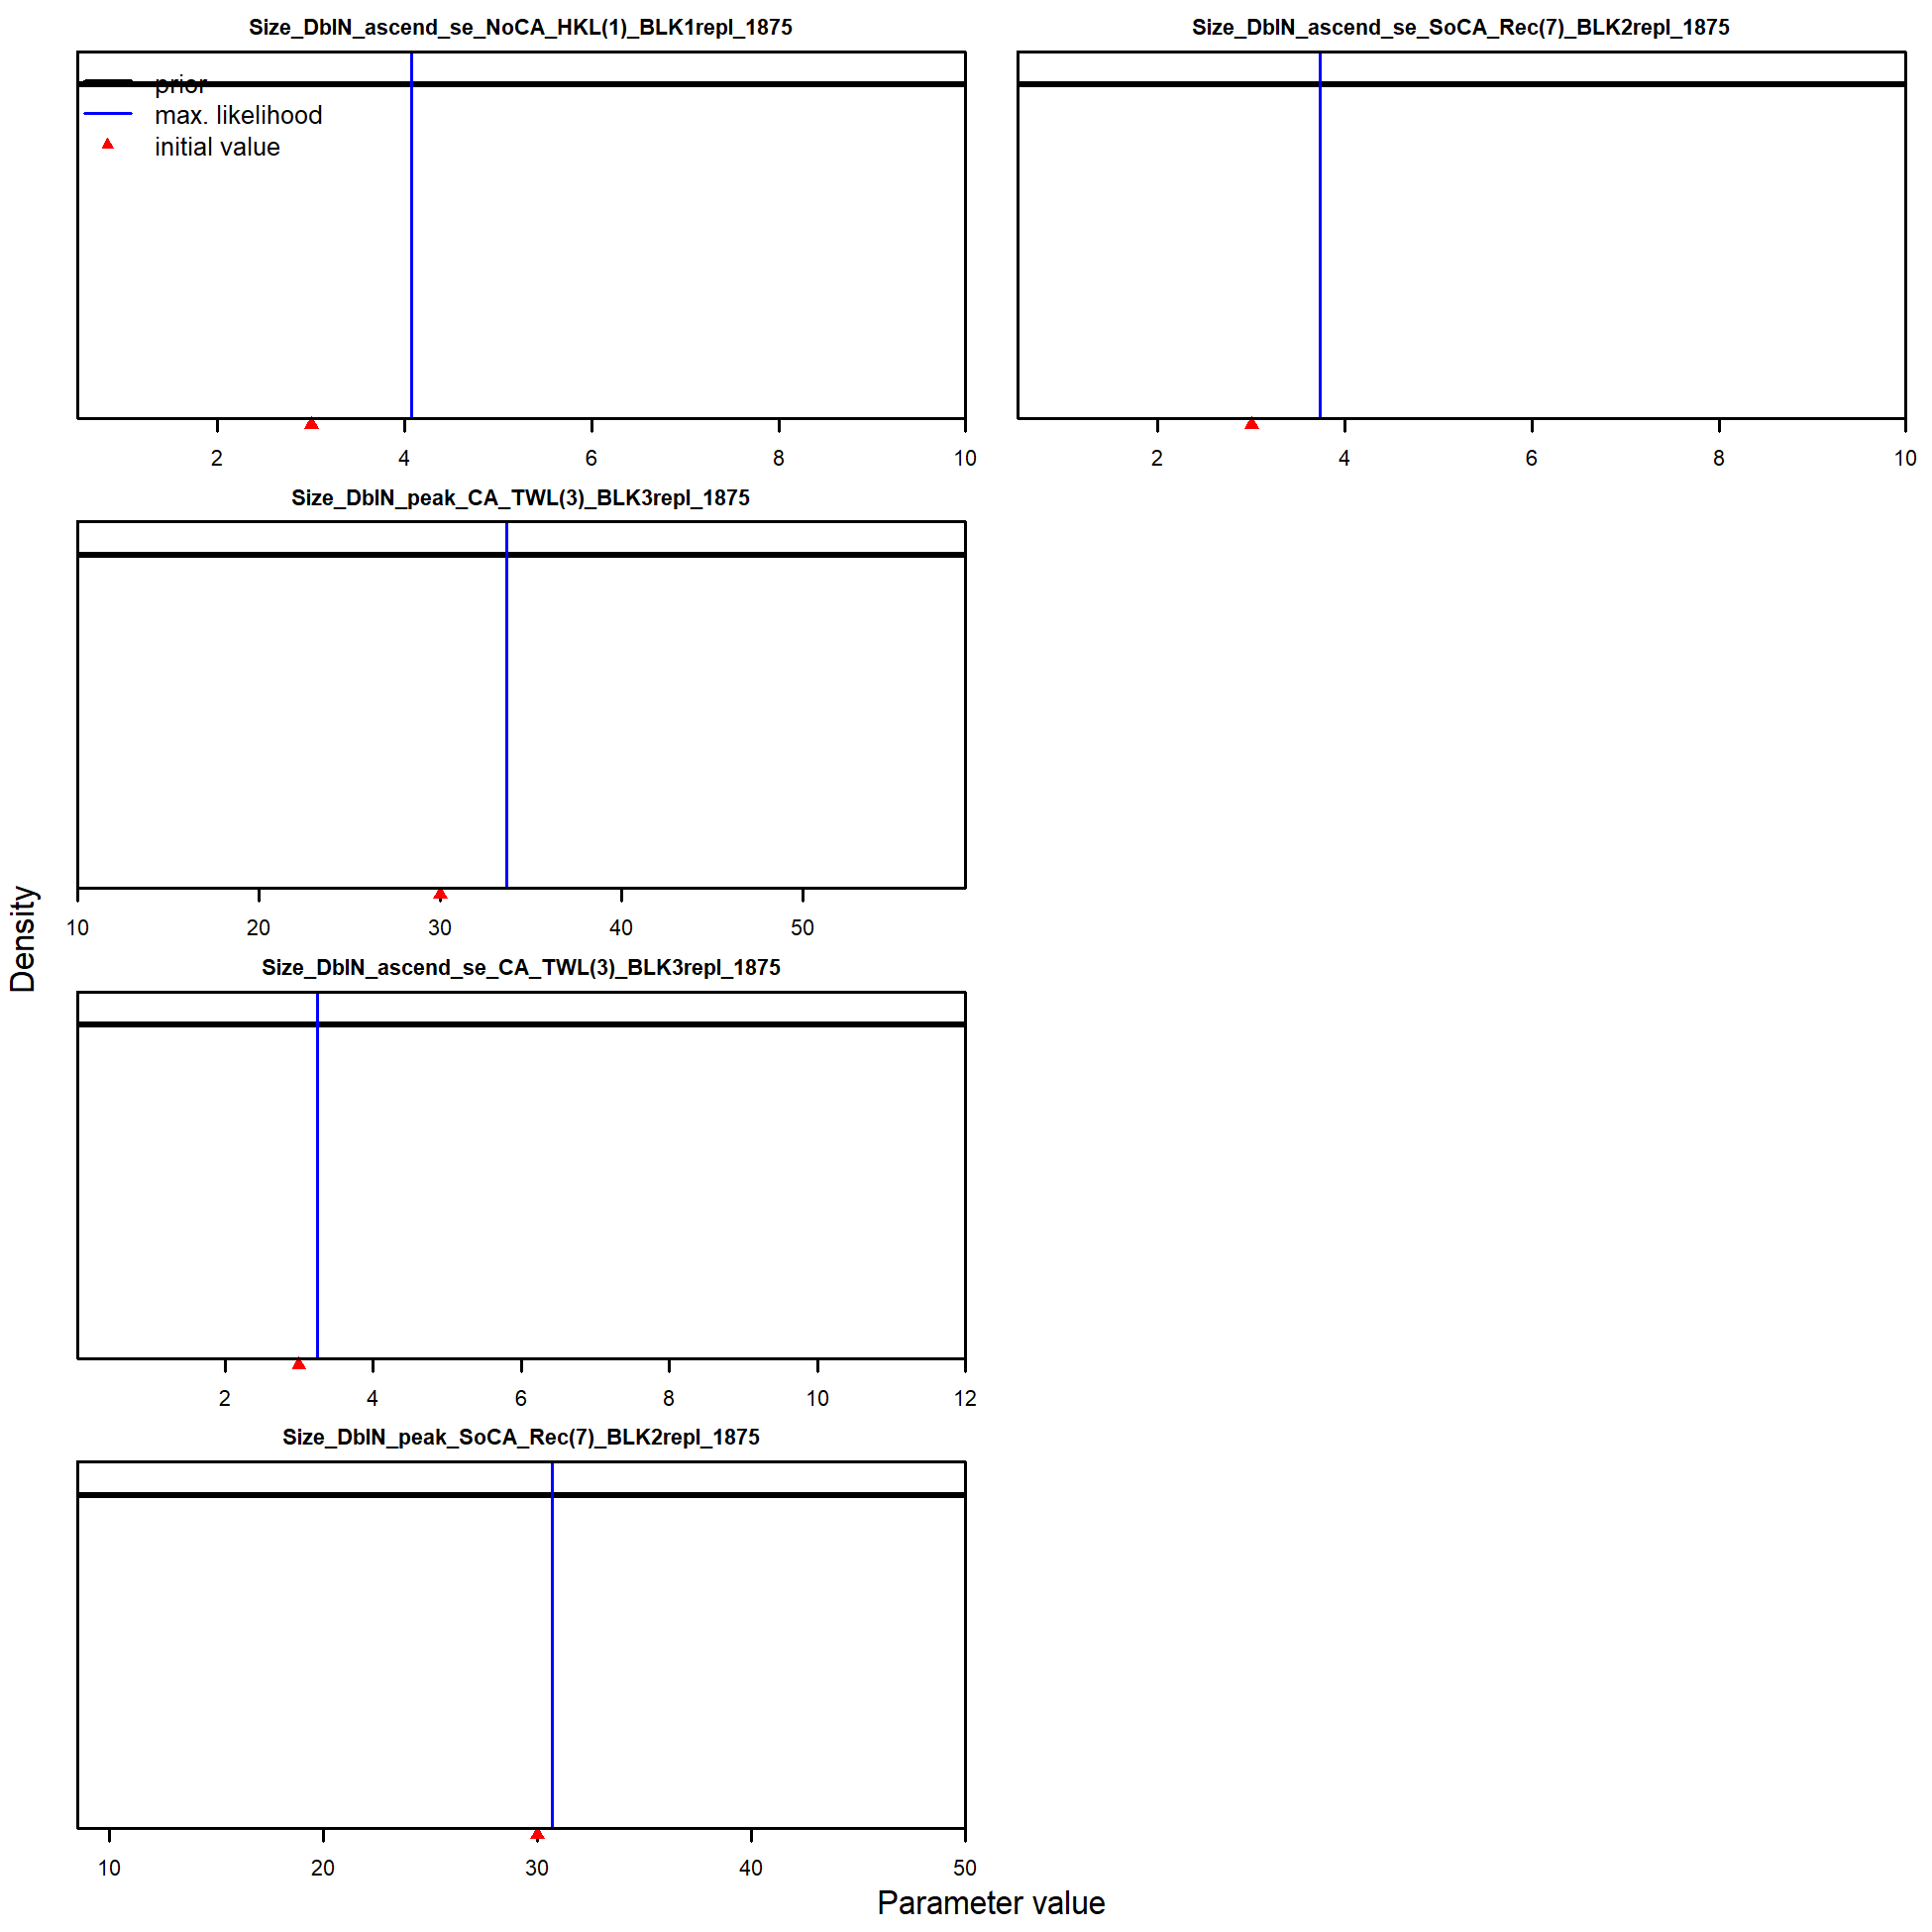 Size_DblN_ascend_se_NoCA_HKL(1)_BLK1repl_1875
prior
max. likelihood
initial value
2 4 6 8 10
Size_DblN_ascend_se_SoCA_Rec(7)_BLK2repl_1875
2 4 6 8 10
Size_DblN_peak_CA_TWL(3)_BLK3repl_1875
10 20 30 40 50
Size_DblN_ascend_se_CA_TWL(3)_BLK3repl_1875
2 4 6 8 10 12
Size_DblN_peak_SoCA_Rec(7)_BLK2repl_1875
10 20 30 40 50
Density
Parameter value